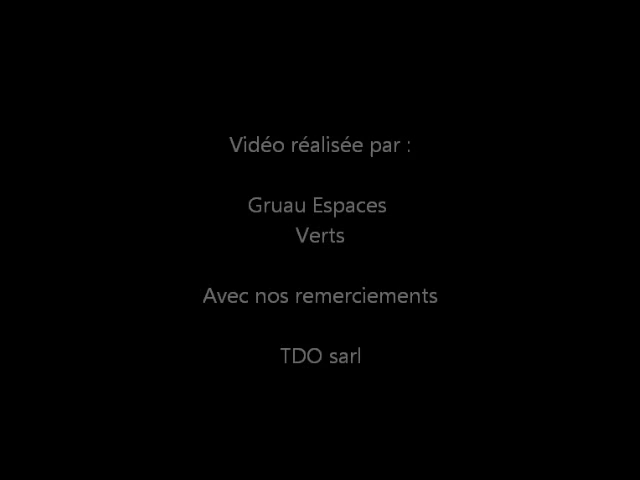 Vidéo réalisée par :
Gruau Espaces
Verts
Avec nos remerciements
TDO sarl